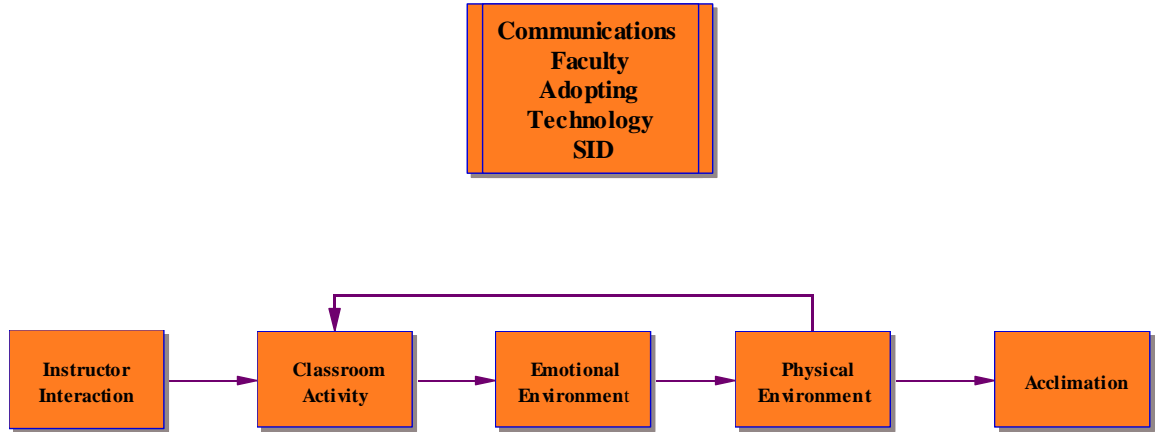 Communications
Faculty
Adopting
Technology
SID
Instructor
Interaction
Classroom
Activity
Emotional
Environment
Physical
Environment
Acclimation